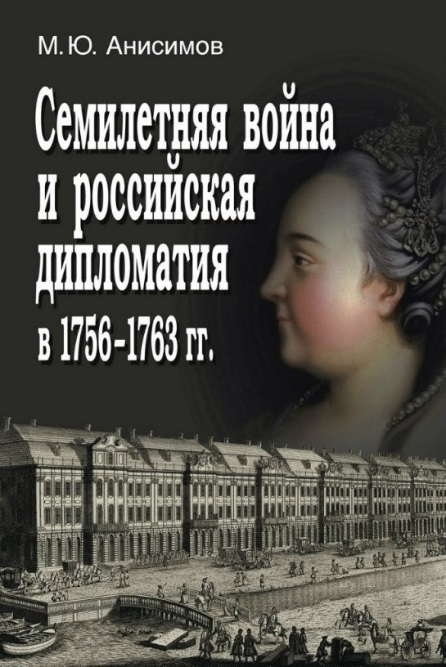 М. Ю. Анисимов
Семилетняя война
и российская
дипломатия
в 1756–1763 гг.